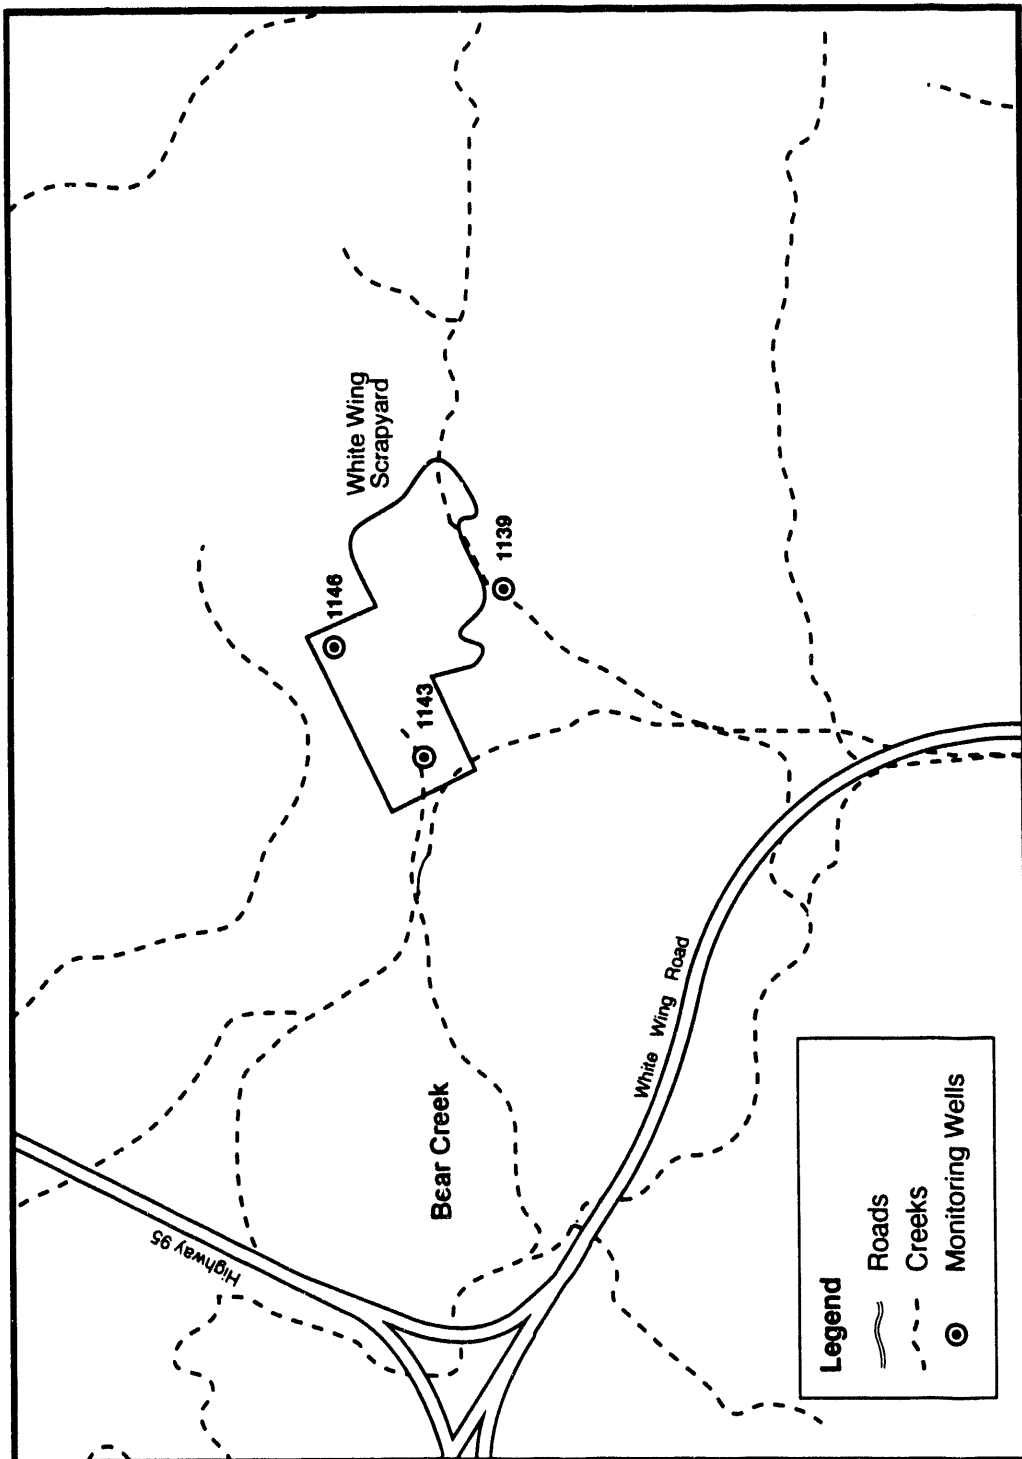 White Wing
Scrapyard
1146
1139
1143
White Wing Road
Bear Creek
Highway 95
Legend
Roads
Creeks
Monitoring Wells